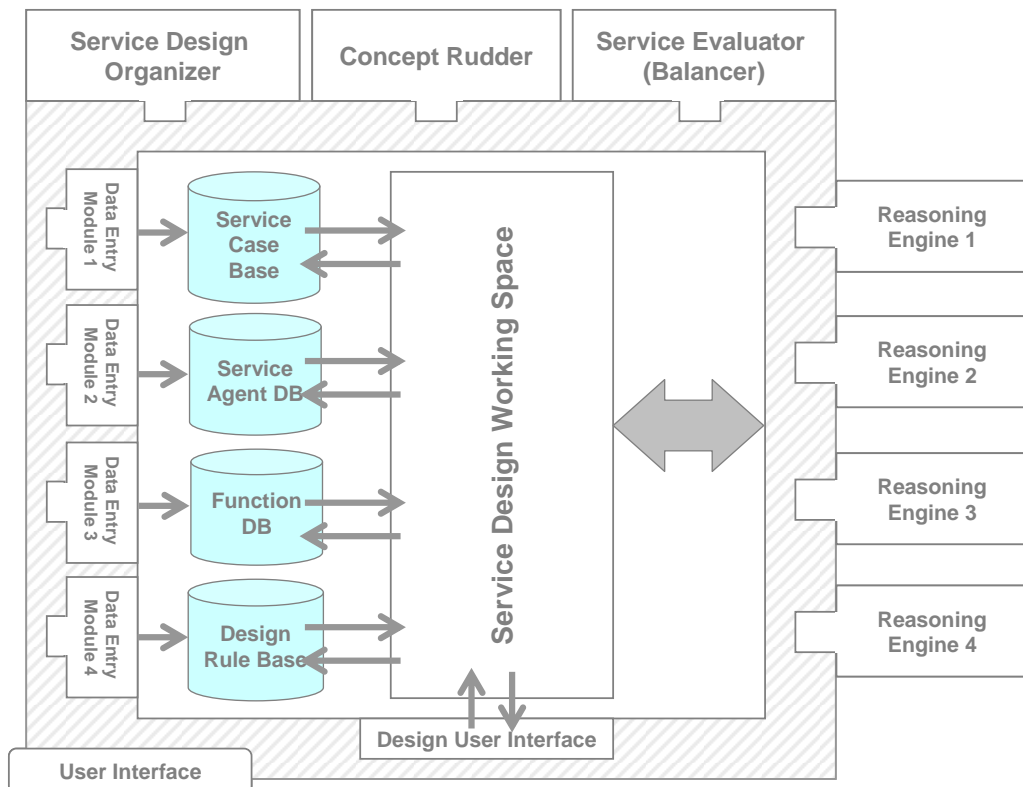 Service Design
Organizer
Concept Rudder
Service Evaluator
(Balancer)
Data Entry
Module 1
Service
Case
Base
Data Entry
Module 2
Service
Agent DB
Data Entry
Module 3
Function
DB
Data Entry
Module 4
Design
Rule Base
Service Design Working Space
Reasoning
Engine 1
Reasoning
Engine 2
Reasoning
Engine 3
Reasoning
Engine 4
Design User Interface
User Interface